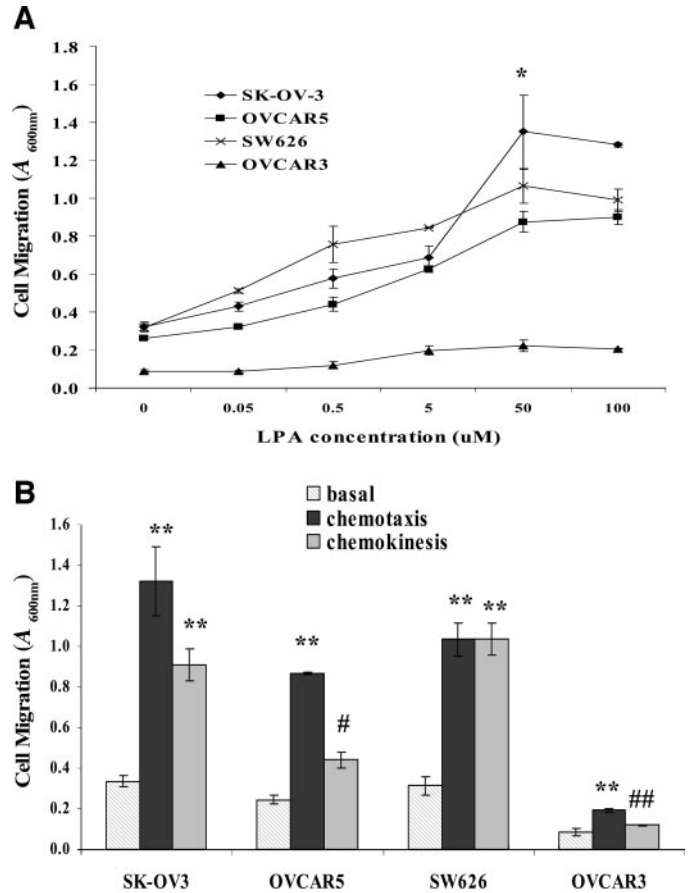 A
Cell Migration (A 600nm)
1.8
1.6
1.4
1.2
1.0
0.8
0.6
0.4
0.2
0.0
SK-OV-3
OVCAR5
SW626
OVCAR3
*
0 0.05 0.5 5 50 100
LPA concentration (uM)
B
basal
chemotaxis
chemokinesis
Cell Migration (A 600nm)
1.6
1.4
1.2
1.0
0.8
0.6
0.4
0.2
0.0
** ** ** # ** ** ** ##
SK-OV3 OVCAR5 SW626 OVCAR3